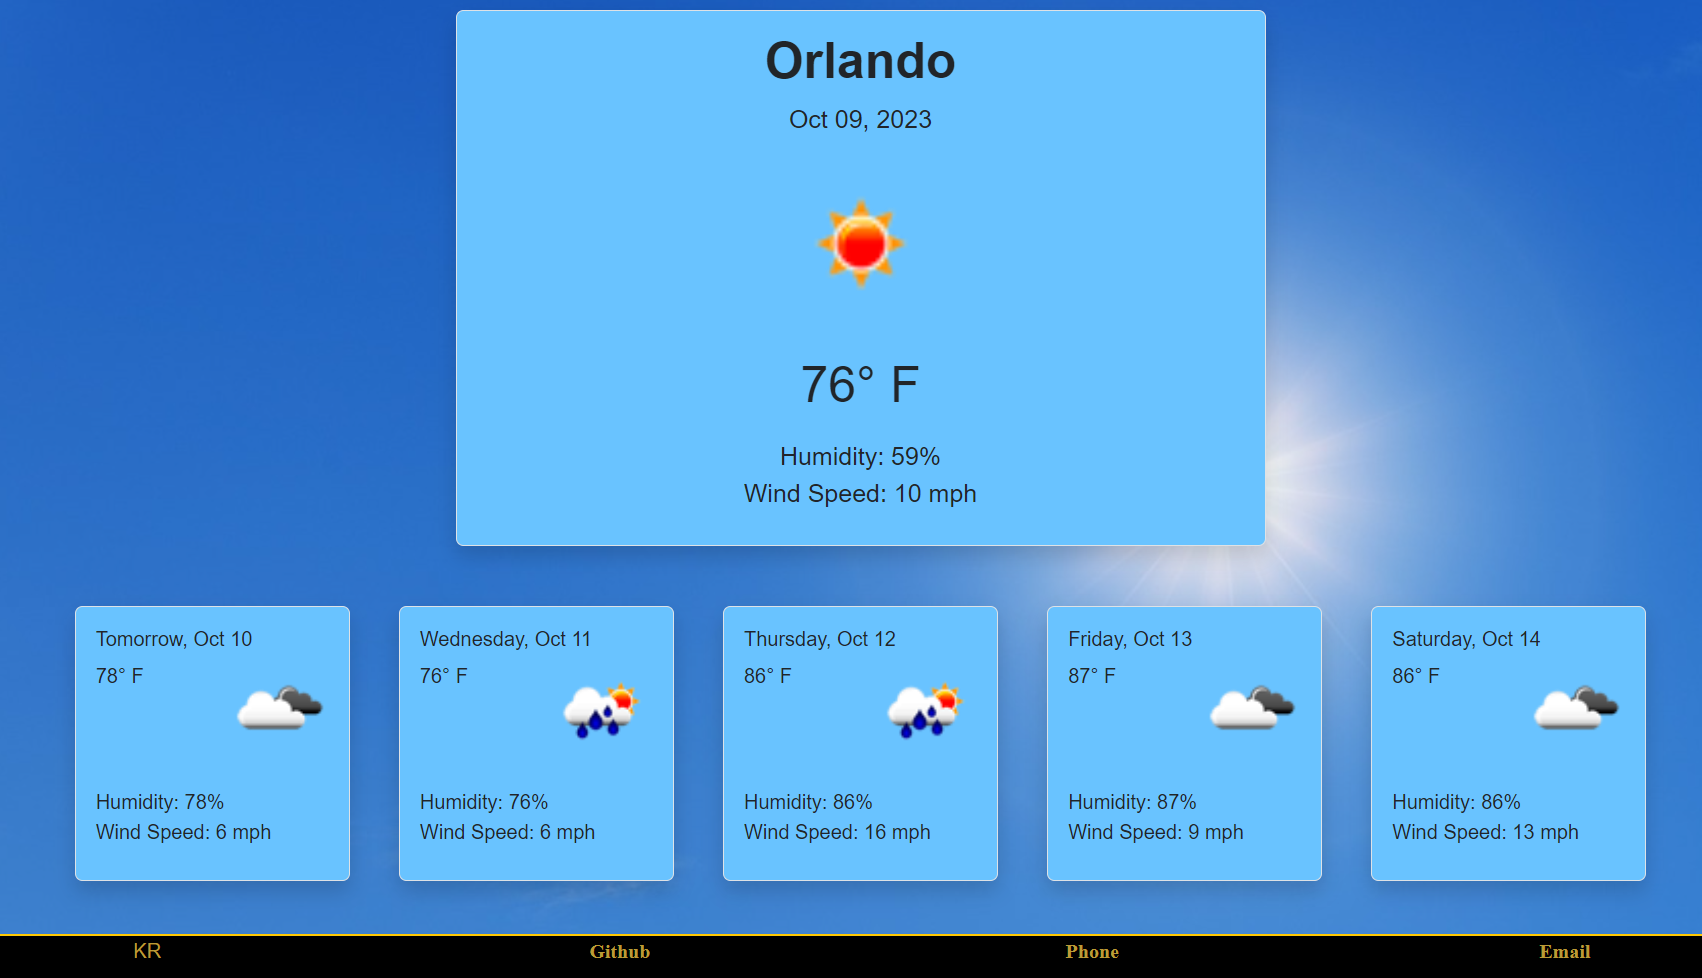 Orlando
Oct 09, 2023
76° F
Humidity: 59%
Wind Speed: 10 mph
Tomorrow, Oct 10
78° F
Humidity: 78%
Wind Speed: 6 mph
Wednesday, Oct 11
76° F
Humidity: 76%
Wind Speed: 6 mph
Thursday, Oct 12
86° F
Humidity: 86%
Wind Speed: 16 mph
Friday, Oct 13
87° F
Humidity: 87%
Wind Speed: 9 mph
Saturday, Oct 14
86° F
Humidity: 86%
Wind Speed: 13 mph
KR
Github
Phone
Email